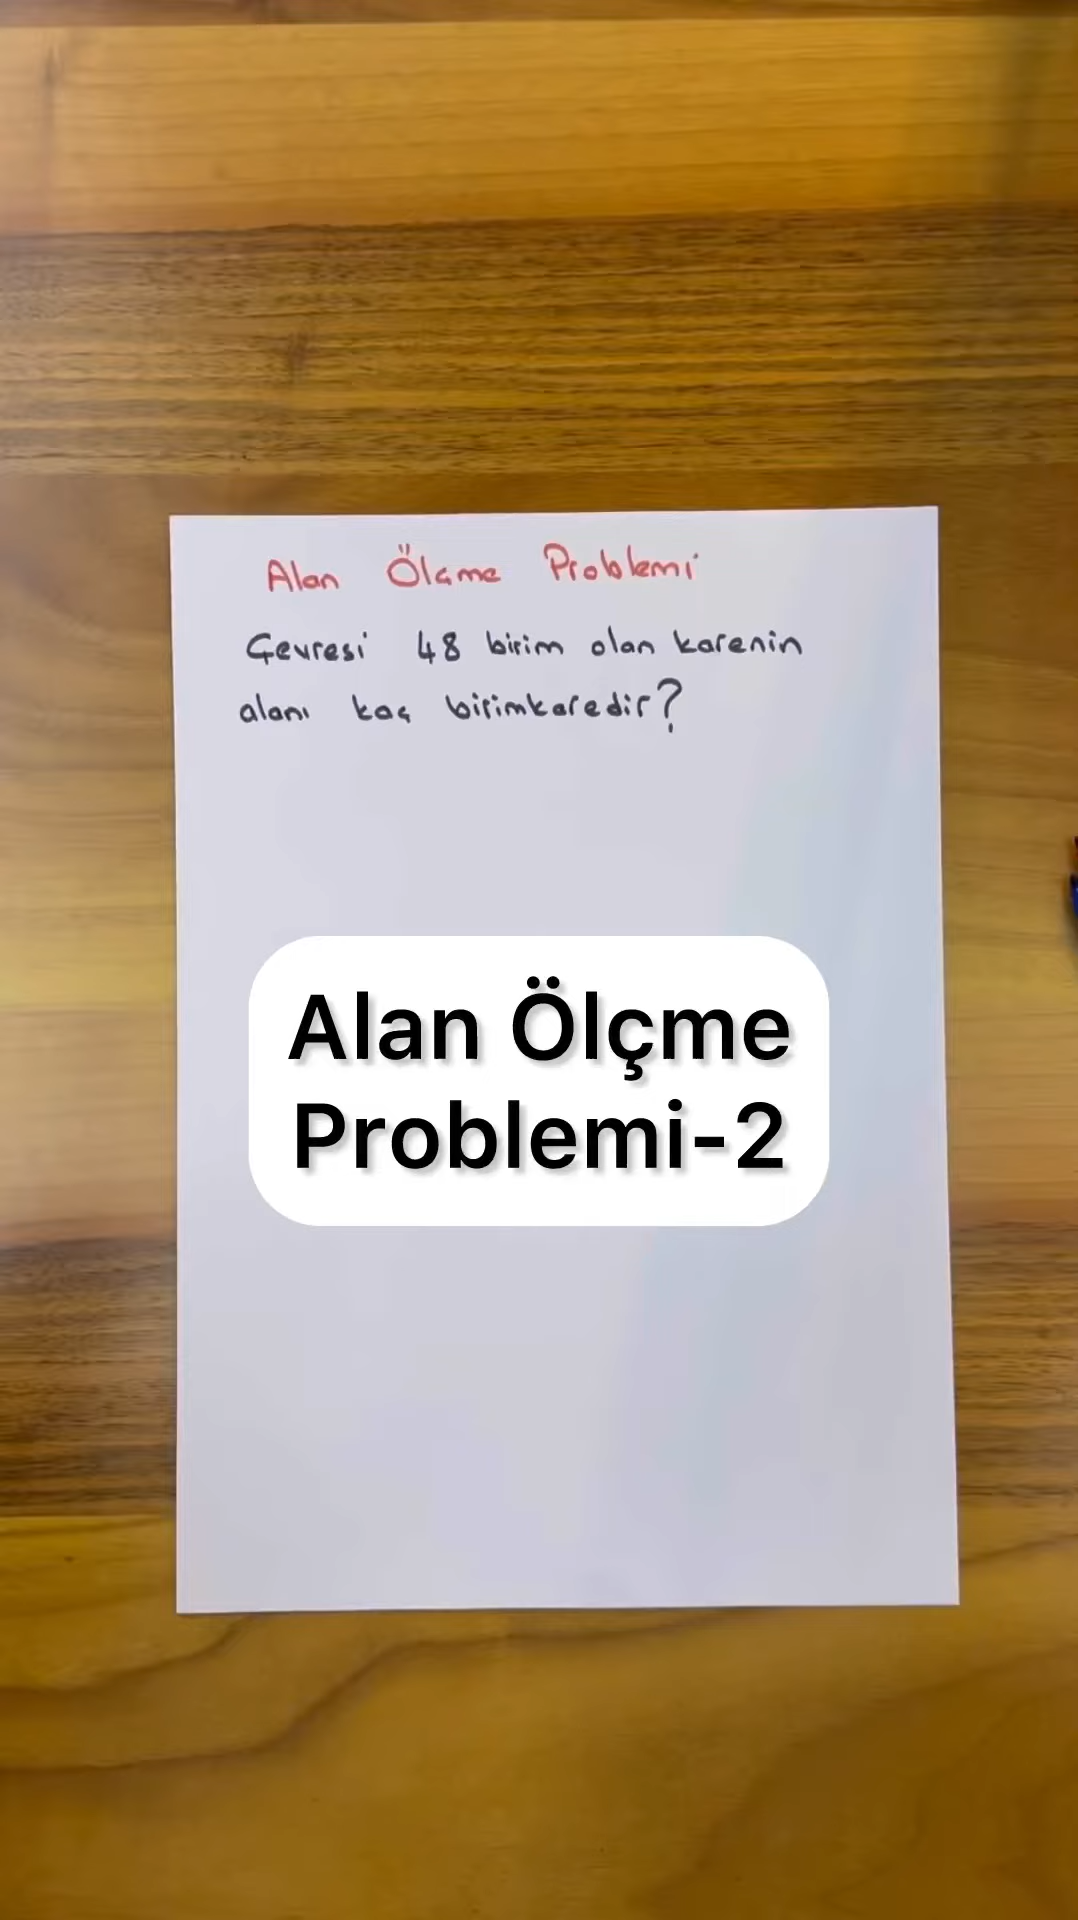 Alan Ölçme Problemi
Çevresi 48 birim olan karenin
alanı kaç birimkaredir?
Alan Ölçme
Problemi-2